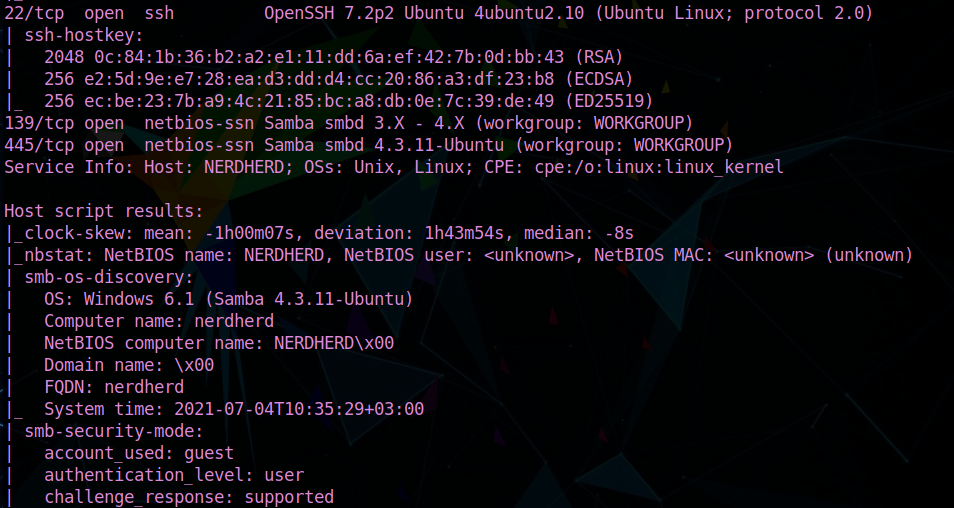 22/tcp  open  ssh         OpenSSH 7.2p2 Ubuntu 4ubuntu2.10 (Ubuntu Linux; protocol 2.0)
| ssh-hostkey:
|   2048 0c:84:1b:36:b2:a2:e1:11:dd:6a:ef:42:7b:0d:bb:43 (RSA)
|   256 e2:5d:9e:e7:28:ea:d3:dd:d4:cc:20:86:a3:df:23:b8 (ECDSA)
|_  256 ec:be:23:7b:a9:4c:21:85:bc:a8:db:0e:7c:39:de:49 (ED25519)
139/tcp open  netbios-ssn Samba smbd 3.X - 4.X (workgroup: WORKGROUP)
445/tcp open  netbios-ssn Samba smbd 4.3.11-Ubuntu (workgroup: WORKGROUP)
Service Info: Host: NERDHERD; OSs: Unix, Linux; CPE: cpe:/o:linux:linux_kernel
Host script results:
|_clock-skew: mean: -1h00m07s, deviation: 1h43m54s, median: -8s
|_nbstat: NetBIOS name: NERDHERD, NetBIOS user: <unknown>, NetBIOS MAC: <unknown> (unknown)
| smb-os-discovery:
|   OS: Windows 6.1 (Samba 4.3.11-Ubuntu)
|   Computer name: nerdherd
|   NetBIOS computer name: NERDHERD\x00
|   Domain name: \x00
|   FQDN: nerdherd
|_  System time: 2021-07-04T10:35:29+03:00
| smb-security-mode:
|   account_used: guest
|   authentication_level: user
|   challenge_response: supported